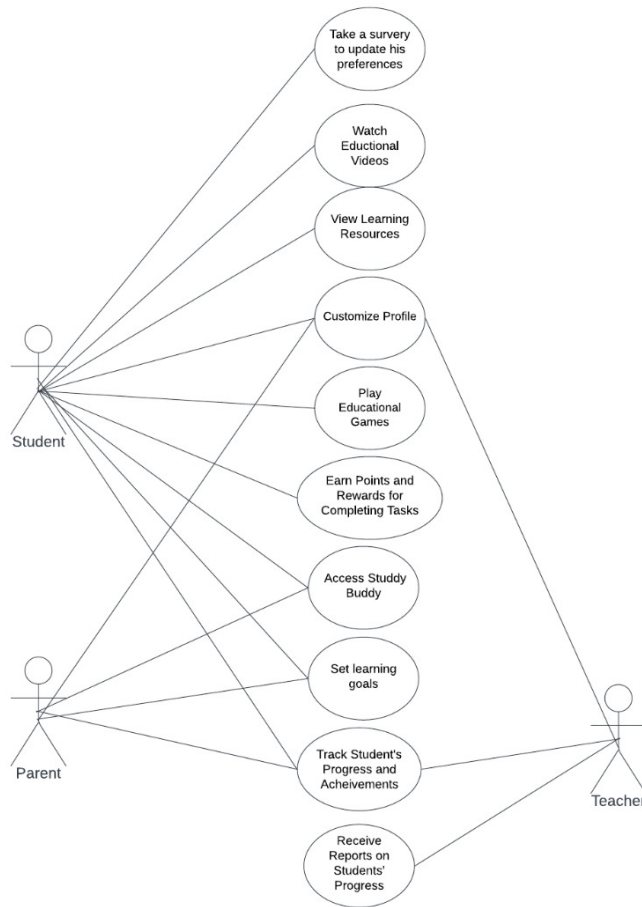 Take a survery
to update his
preferences
Watch
Eductional
Videos
View Learning
Resources
Customize Profile
Play
Educational
Games
Student
Earn Points and
Rewards for
Completing Tasks
Access Studdy
Buddy
Set learning
goals
Parent
Track Student's
Progress and
Acheivements
Teacher
Receive
Reports on
Students'
Progress